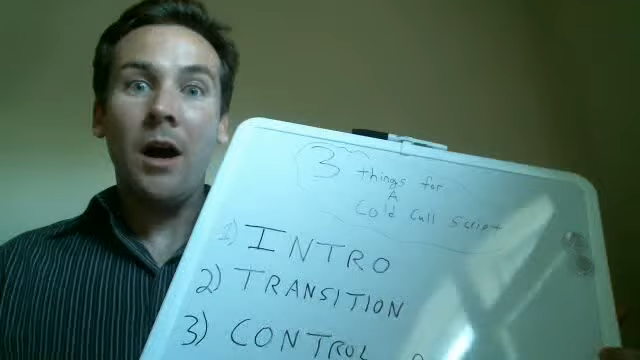 3 things for
A
Cold Call Script
1) INTRO
2) TRANSITION
3) CONTROL